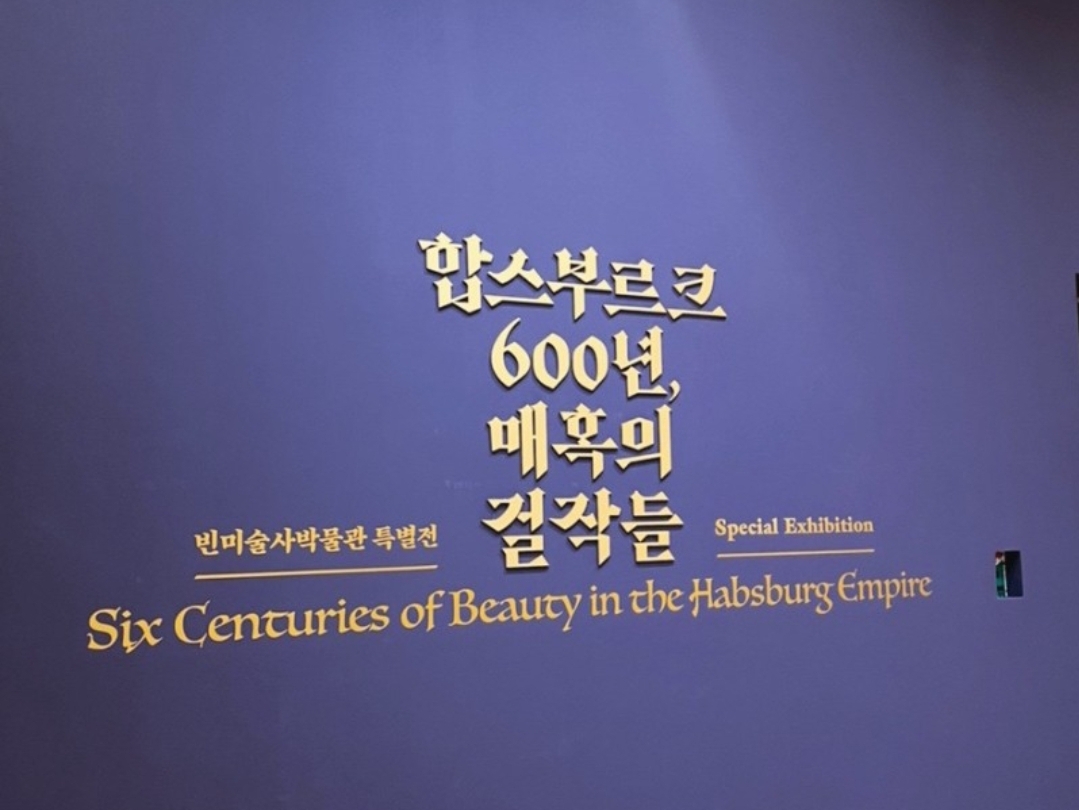 합스부르크
600년,
매혹의
걸작들
빈미술사박물관 특별전
Special Exhibition
Six Centuries of Beauty in the Habsburg Empire